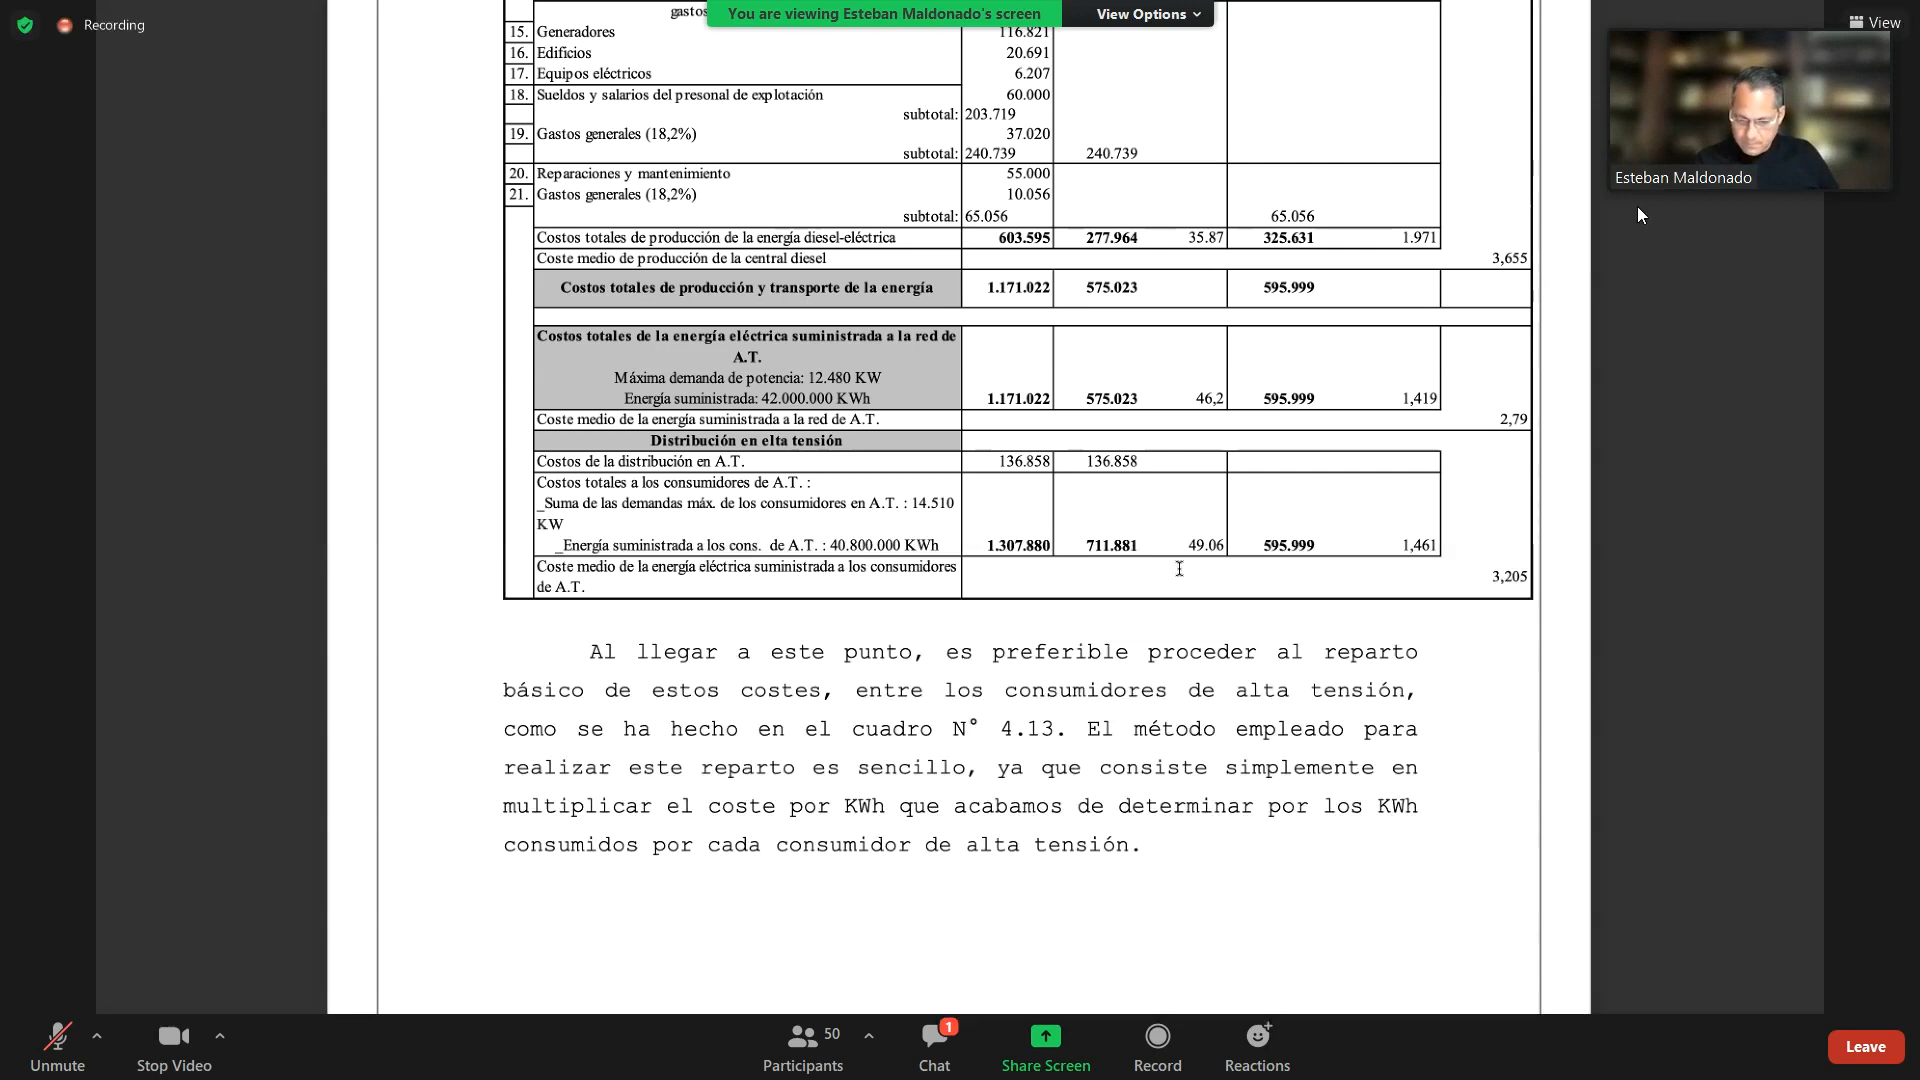 Recording
You are viewing Esteban Maldonado's screen View Options
View
Esteban Maldonado
gastos
15. Generadores 116.821
16. Edificios 20.691
17. Equipos eléctricos 6.207
18. Sueldos y salarios del presonal de explotación 60.000
subtotal: 203.719
19. Gastos generales (18,2%) 37.020
subtotal: 240.739 240.739
20. Reparaciones y mantenimiento 55.000
21. Gastos generales (18,2%) 10.056
subtotal: 65.056 65.056
Costos totales de producción de la energía diesel-eléctrica 603.595 277.964 35.87 325.631 1.971
Coste medio de producción de la central diesel 3,655
Costos totales de producción y transporte de la energía 1.171.022 575.023 595.999
Costos totales de la energía eléctrica suministrada a la red de
A.T.
Máxima demanda de potencia: 12.480 KW
Energía suministrada: 42.000.000 KWh 1.171.022 575.023 46,2 595.999 1,419
Coste medio de la energía suministrada a la red de A.T. 2,79
Distribución en elta tensión
Costos de la distribución en A.T. 136.858 136.858
Costos totales a los consumidores de A.T. :
_Suma de las demandas máx. de los consumidores en A.T. : 14.510
KW
_Energía suministrada a los cons. de A.T. : 40.800.000 KWh 1.307.880 711.881 49.06 595.999 1,461
Coste medio de la energía eléctrica suministrada a los consumidores
de A.T. 3,205
Al llegar a este punto, es preferible proceder al reparto
básico de estos costes, entre los consumidores de alta tensión,
como se ha hecho en el cuadro N° 4.13. El método empleado para
realizar este reparto es sencillo, ya que consiste simplemente en
multiplicar el coste por KWh que acabamos de determinar por los KWh
consumidos por cada consumidor de alta tensión.
Unmute
Stop Video
50
Participants
1
Chat
Share Screen
Record
Reactions
Leave